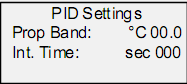 PID Settings
Prop Band: °C 00.0
Int. Time: sec 000